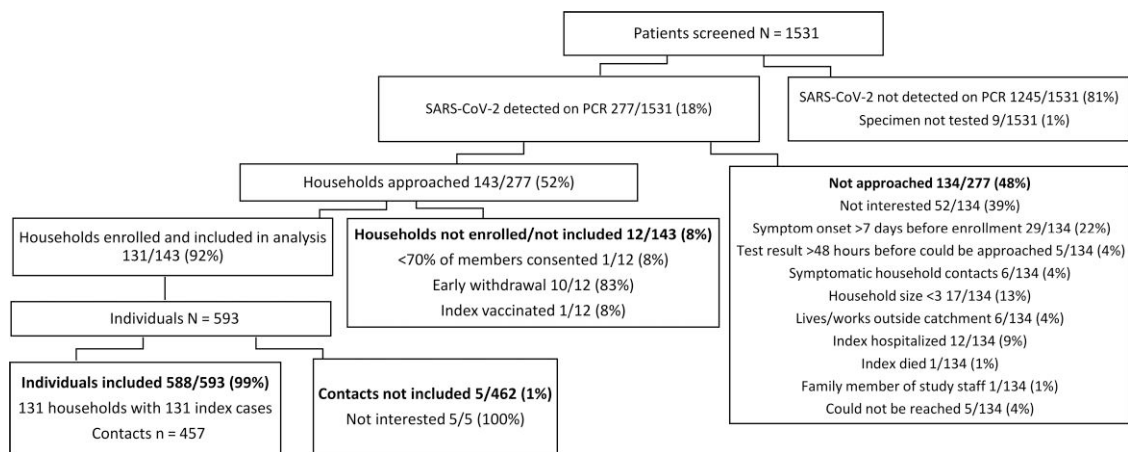 Patients screened N = 1531
SARS-CoV-2 detected on PCR 277/1531 (18%)
SARS-CoV-2 not detected on PCR 1245/1531 (81%)
Specimen not tested 9/1531 (1%)
Households approached 143/277 (52%)
Not approached 134/277 (48%)
Not interested 52/134 (39%)
Symptom onset >7 days before enrollment 29/134 (22%)
Test result >48 hours before could be approached 5/134 (4%)
Symptomatic household contacts 6/134 (4%)
Household size <3 17/134 (13%)
Lives/works outside catchment 6/134 (4%)
Index hospitalized 12/134 (9%)
Index died 1/134 (1%)
Family member of study staff 1/134 (1%)
Could not be reached 5/134 (4%)
Households enrolled and included in analysis
131/143 (92%)
Households not enrolled/not included 12/143 (8%)
<70% of members consented 1/12 (8%)
Early withdrawal 10/12 (83%)
Index vaccinated 1/12 (8%)
Individuals N = 593
Individuals included 588/593 (99%)
131 households with 131 index cases
Contacts n = 457
Contacts not included 5/462 (1%)
Not interested 5/5 (100%)